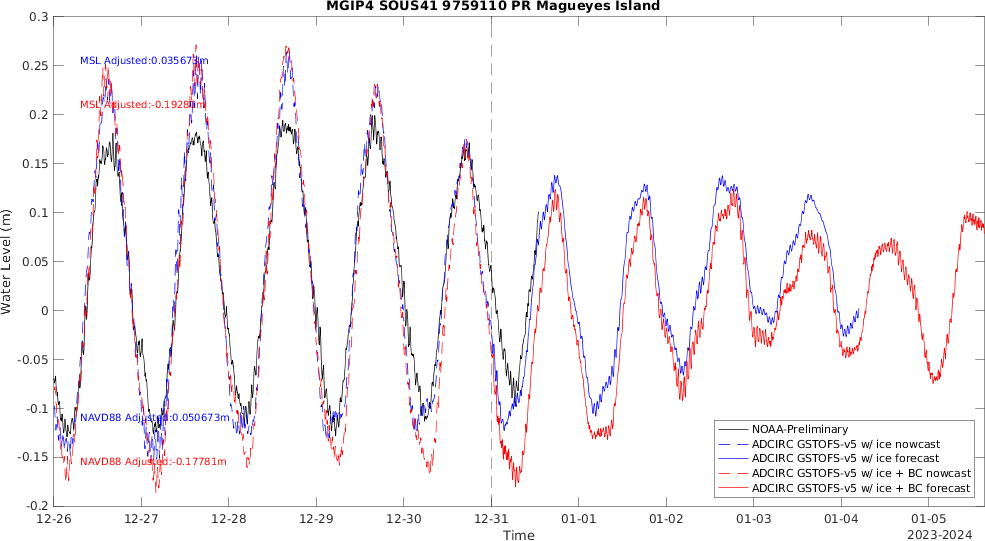 MGIP4 SOUS41 9759110 PR Magueyes Island
0.3
0.25
0.2
0.15
0.1
0.05
0
-0.05
-0.1
-0.15
-0.2
Water Level (m)
MSL Adjusted:0.035673m
MSL Adjusted:-0.1928 m
NAVD88 Adjusted:0.050673m
NAVD88 Adjusted:-0.17781m
NOAA-Preliminary
ADCIRC GSTOFS-v5 w/ ice nowcast
ADCIRC GSTOFS-v5 w/ ice forecast
ADCIRC GSTOFS-v5 w/ ice + BC nowcast
ADCIRC GSTOFS-v5 w/ ice + BC forecast
12-26 12-27 12-28 12-29 12-30 12-31 01-01 01-02 01-03 01-04 01-05
Time
2023-2024